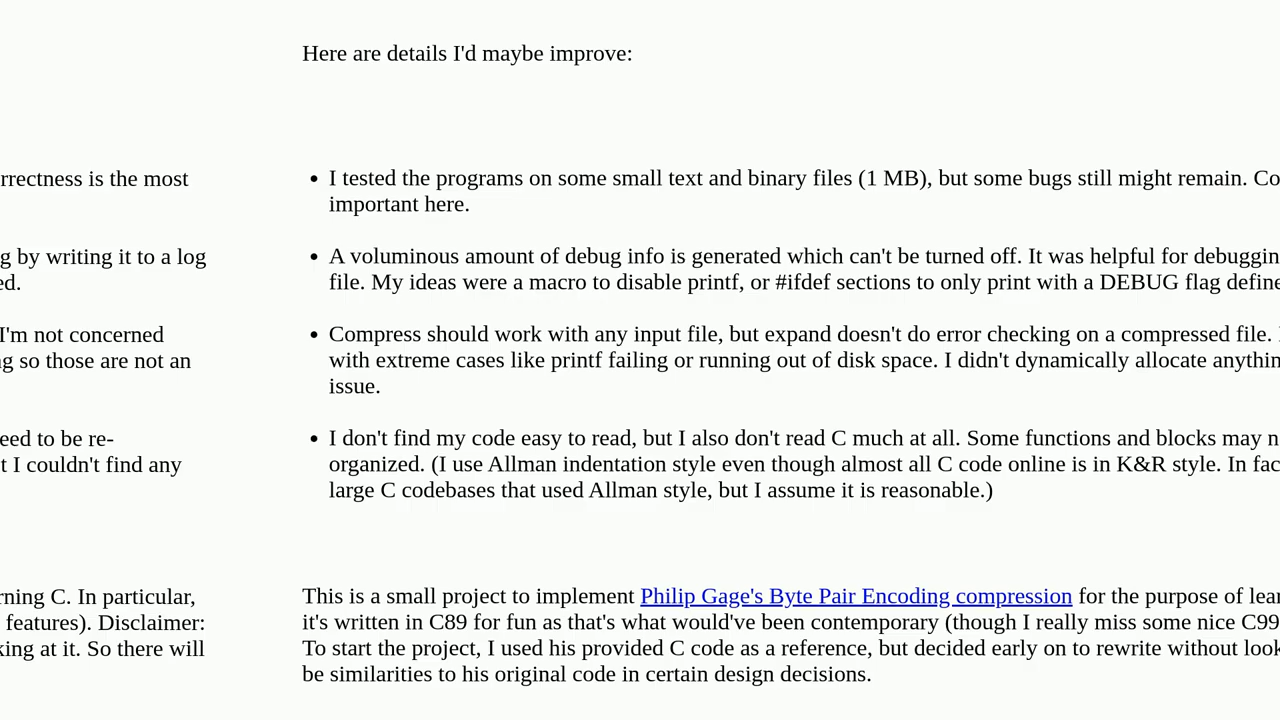 rrectness is the most
g by writing it to a log
ed.
I'm not concerned
g so those are not an
eed to be re-
t I couldn't find any
rning C. In particular,
features). Disclaimer:
king at it. So there will
Here are details I'd maybe improve:
• I tested the programs on some small text and binary files (1 MB), but some bugs still might remain. Co
important here.
• A voluminous amount of debug info is generated which can't be turned off. It was helpful for debuggin
file. My ideas were a macro to disable printf, or #ifdef sections to only print with a DEBUG flag define
• Compress should work with any input file, but expand doesn't do error checking on a compressed file.
with extreme cases like printf failing or running out of disk space. I didn't dynamically allocate anythin
issue.
• I don't find my code easy to read, but I also don't read C much at all. Some functions and blocks may n
organized. (I use Allman indentation style even though almost all C code online is in K&R style. In fac
large C codebases that used Allman style, but I assume it is reasonable.)
This is a small project to implement Philip Gage's Byte Pair Encoding compression for the purpose of lear
it's written in C89 for fun as that's what would've been contemporary (though I really miss some nice C99
To start the project, I used his provided C code as a reference, but decided early on to rewrite without look
be similarities to his original code in certain design decisions.